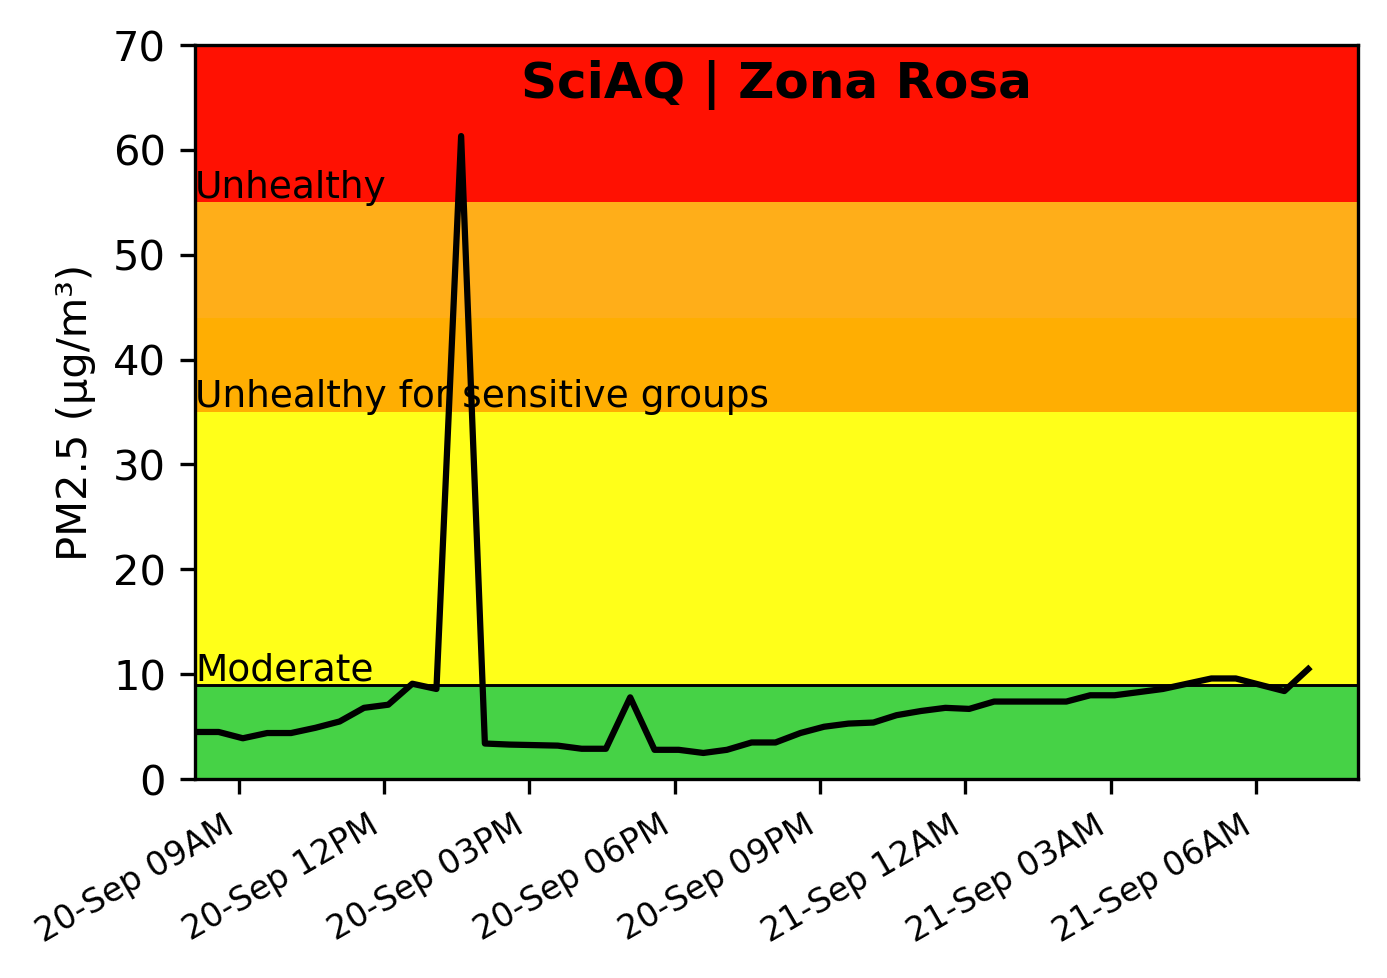 SciAQ | Zona Rosa
PM2.5 (µg/m³)
70
60
50
40
30
20
10
0
Unhealthy
Unhealthy for sensitive groups
Moderate
20-Sep 09AM
20-Sep 12PM
20-Sep 03PM
20-Sep 06PM
20-Sep 09PM
21-Sep 12AM
21-Sep 03AM
21-Sep 06AM